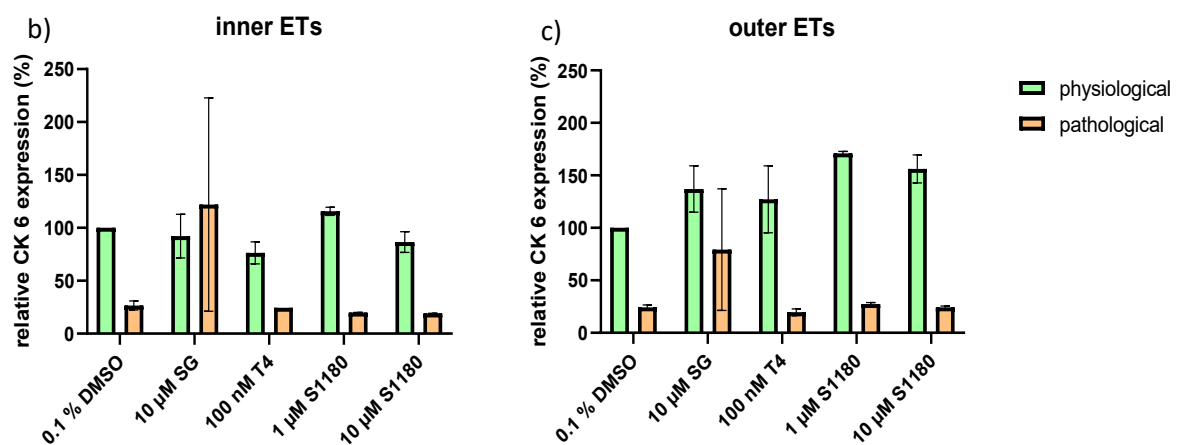 b)
inner ETs
relative CK 6 expression (%)
250
200
150
100
50
0
0.1 % DMSO
10 µM SG
100 nM T4
1 µM S1180
10 µM S1180
c)
outer ETs
relative CK 6 expression (%)
250
200
150
100
50
0
0.1 % DMSO
10 µM SG
100 nM T4
1 µM S1180
10 µM S1180
physiological
pathological